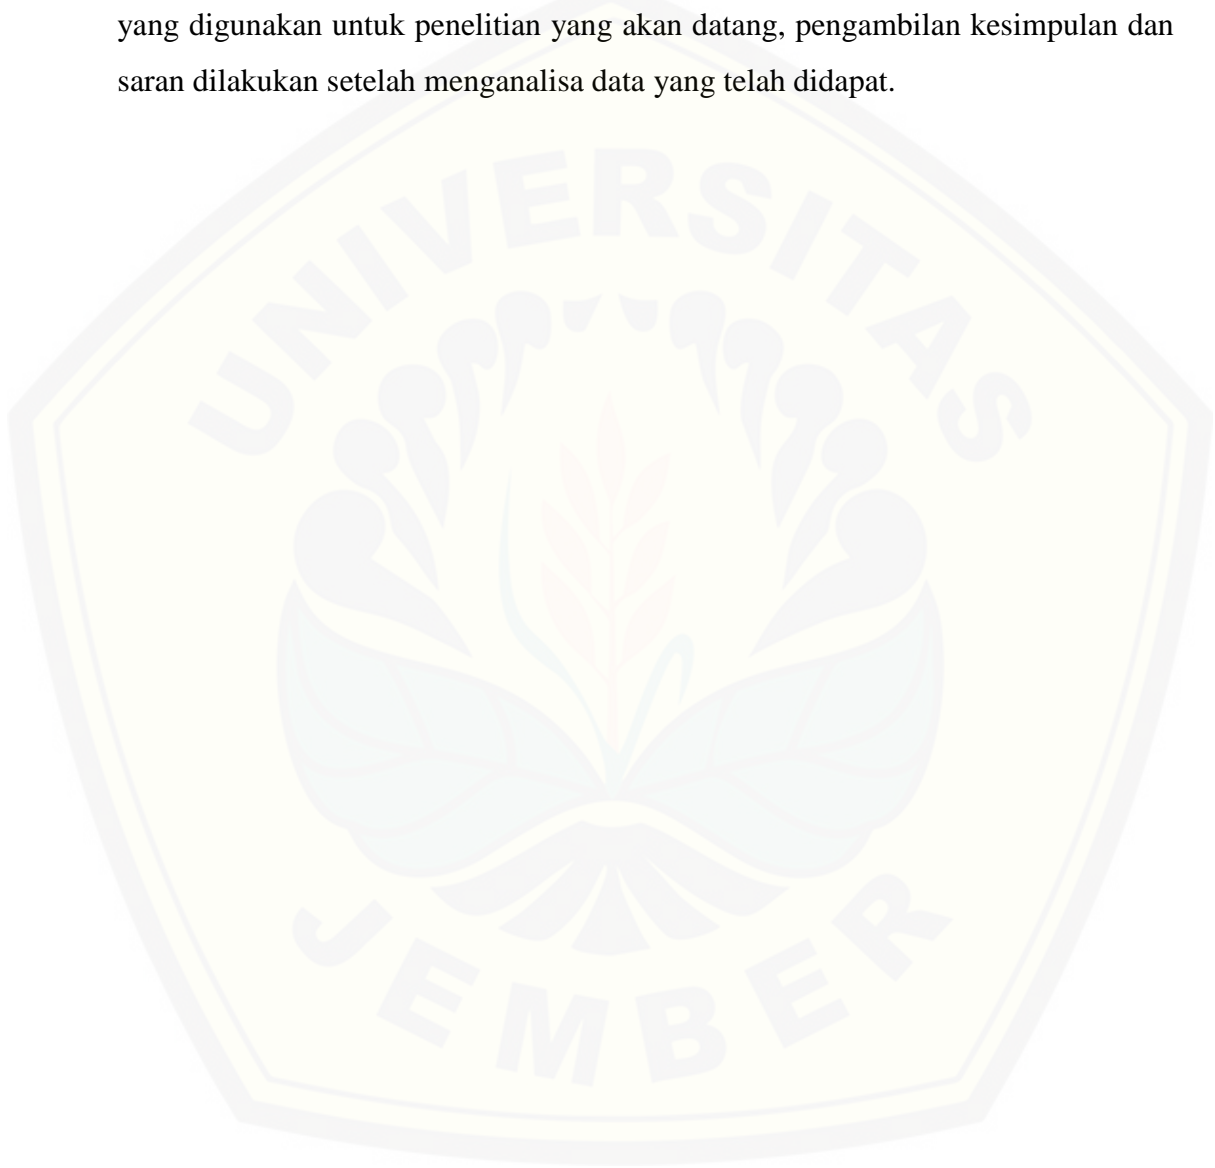 yang digunakan untuk penelitian yang akan datang, pengambilan kesimpulan dan
saran dilakukan setelah menganalisa data yang telah didapat.
UNIVERSITAS
JEMBER